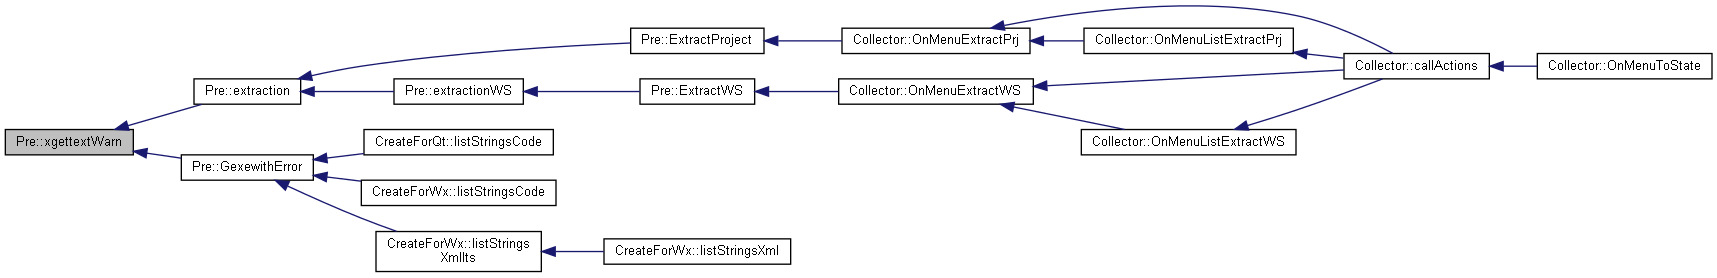 Pre::ExtractProject
Collector::OnMenuExtractPrj
Collector::OnMenuListExtractPrj
Collector::callActions
Collector::OnMenuToState
Pre::extraction
Pre::extractionWS
Pre::ExtractWS
Collector::OnMenuExtractWS
Pre::xgettextWarn
CreateForQt::listStringsCode
Collector::OnMenuListExtractWS
Pre::GexewithError
CreateForWx::listStringsCode
CreateForWx::listStrings
XmlIts
CreateForWx::listStringsXml